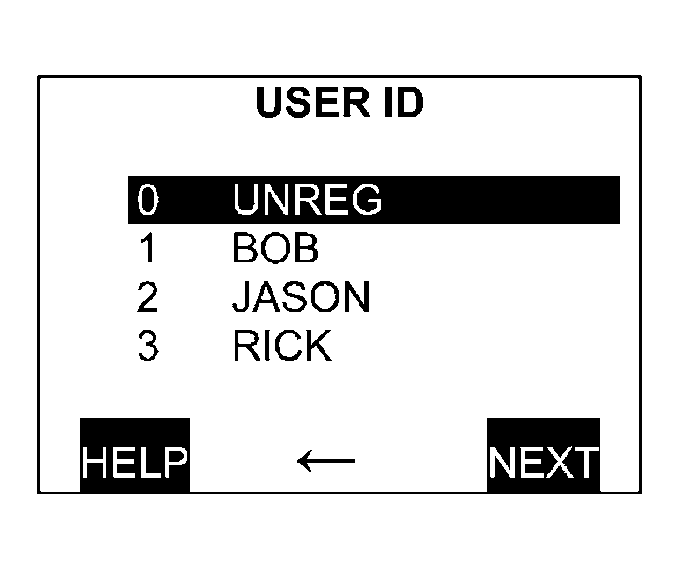 USER ID
0 UNREG
1 BOB
2 JASON
3 RICK
HELP ← NEXT